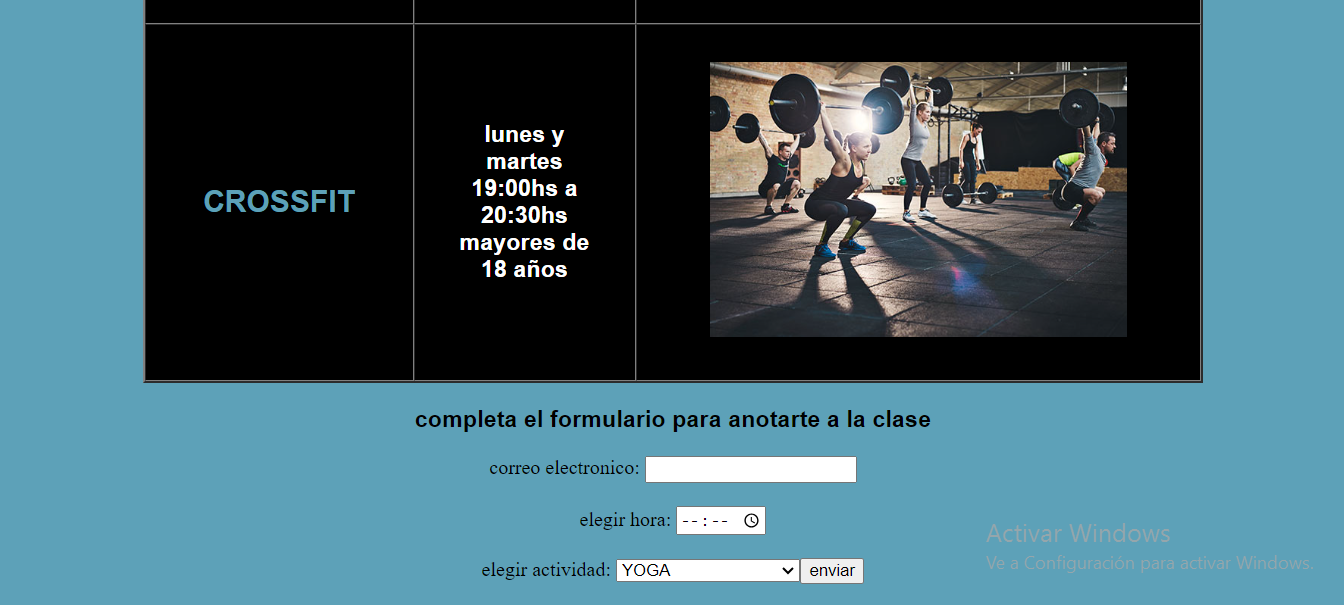 CROSSFIT
lunes y
martes
19:00hs a
20:30hs
mayores de
18 años
completa el formulario para anotarte a la clase
correo electronico:
elegir hora: --:--
elegir actividad: YOGA enviar
Activar Windows
Ve a Configuración para activar Windows.